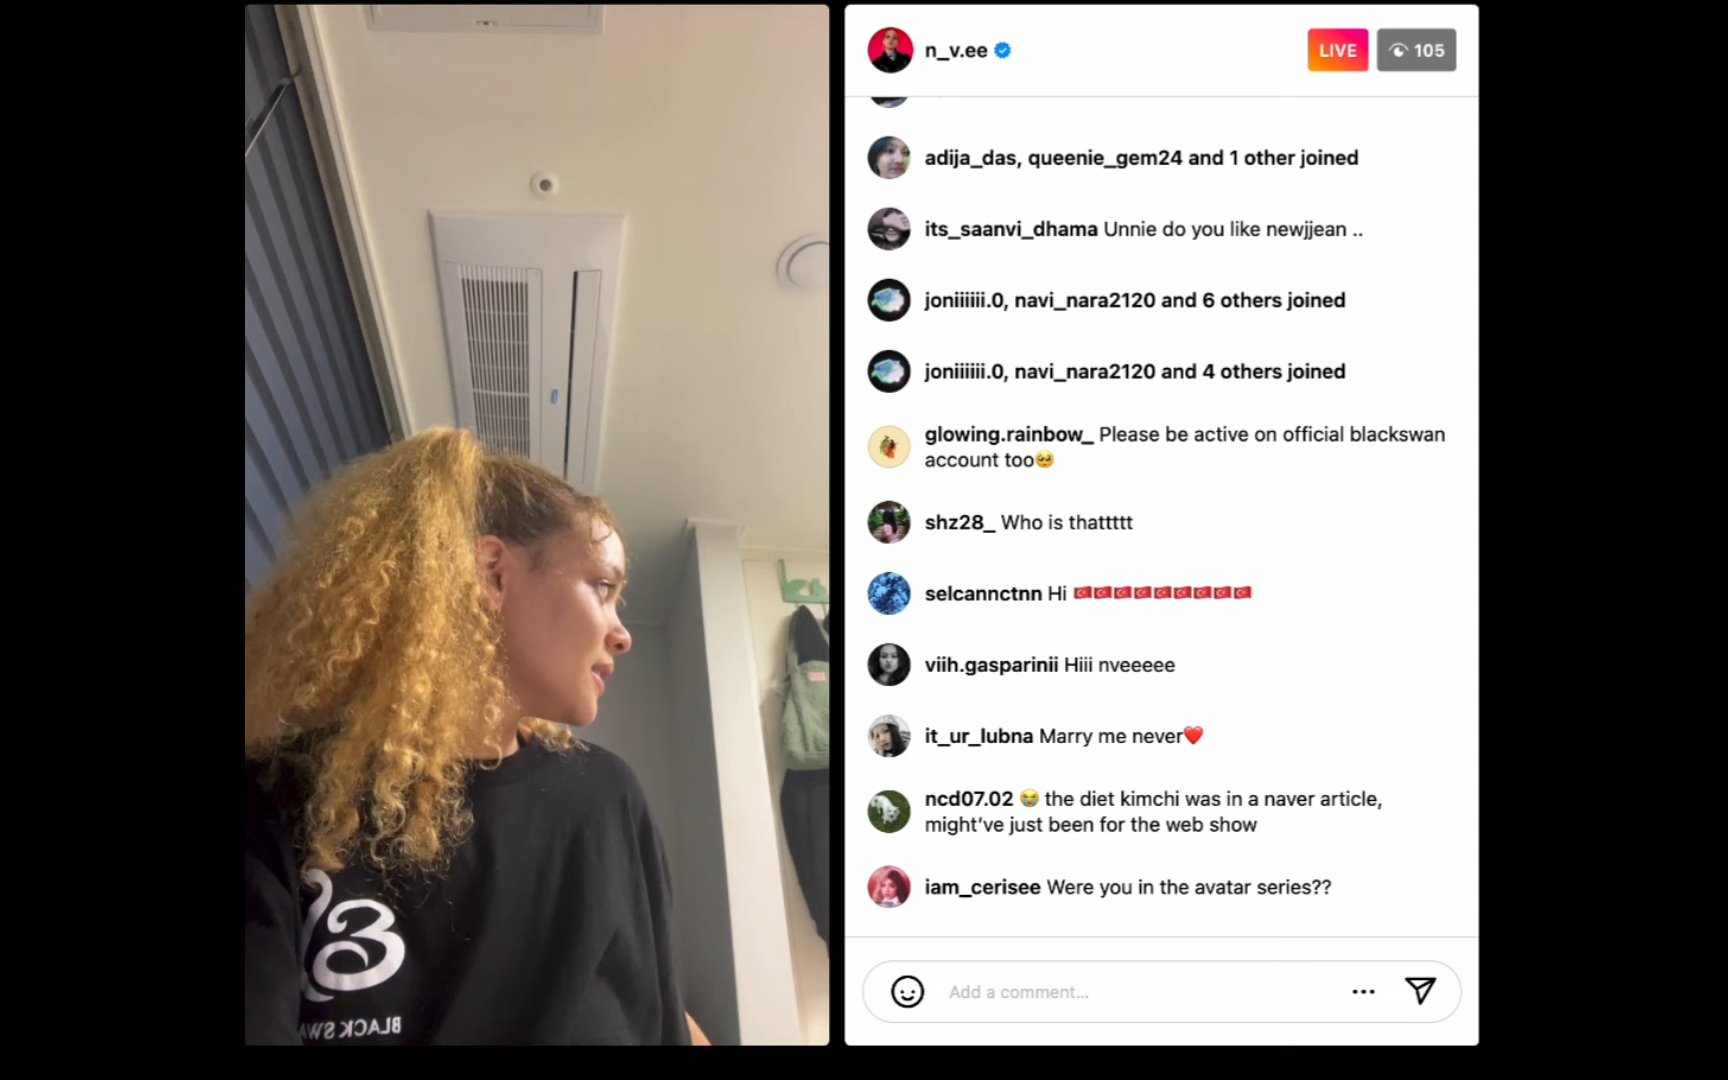 n_v.ee
LIVE
105
adija_das, queenie_gem24 and 1 other joined
its_saanvi_dhama Unnie do you like newjjean ..
joniiiiii.0, navi_nara2120 and 6 others joined
joniiiiii.0, navi_nara2120 and 4 others joined
glowing.rainbow_ Please be active on official blackswan
account too🥹
shz28_ Who is thattttt
selcannctnn Hi 🇹🇷🇹🇷🇹🇷🇹🇷🇹🇷🇹🇷🇹🇷🇹🇷🇹🇷
viih.gasparinii Hiii nveeeee
it_ur_lubna Marry me never❤️
ncd07.02 😭 the diet kimchi was in a naver article,
might've just been for the web show
iam_cerisee Were you in the avatar series??
Add a comment...
BLACK SWA